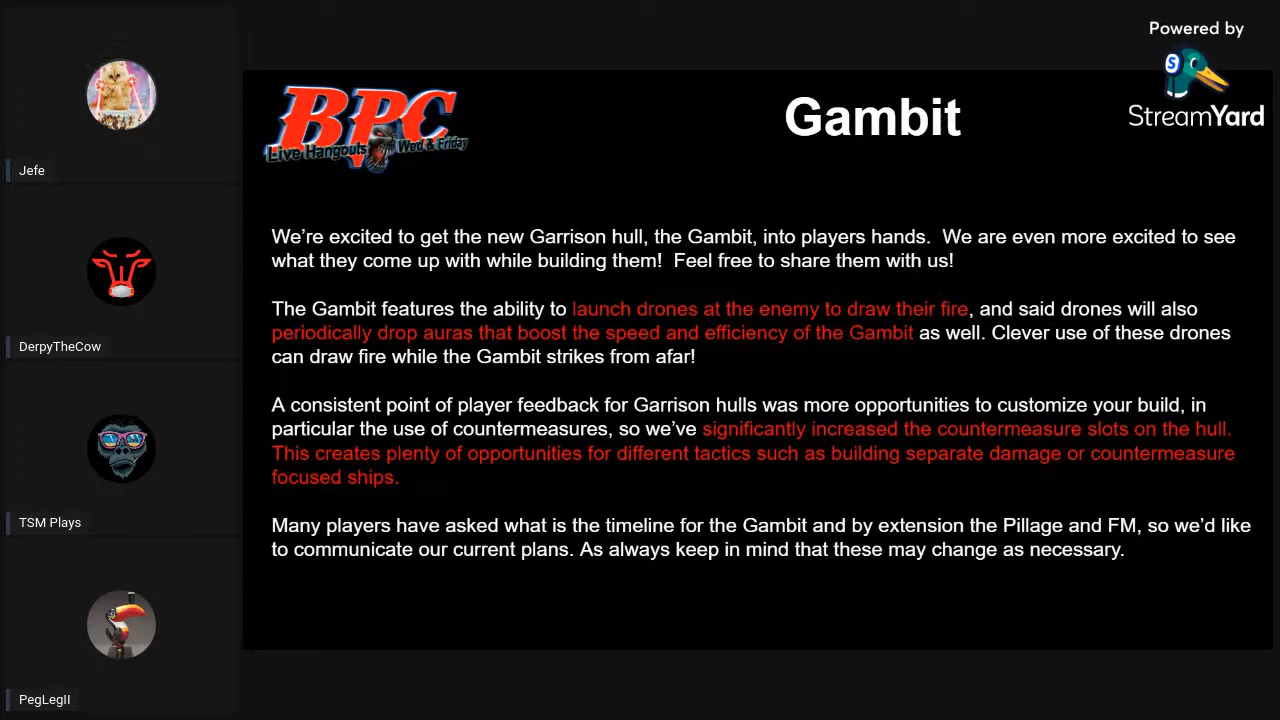 Powered by
S
StreamYard
Jefe
DerpyTheCow
TSM Plays
PegLegII
BPC
Live Hangouts Wed & Friday
Gambit
We're excited to get the new Garrison hull, the Gambit, into players hands.  We are even more excited to see
what they come up with while building them!  Feel free to share them with us!
The Gambit features the ability to launch drones at the enemy to draw their fire, and said drones will also
periodically drop auras that boost the speed and efficiency of the Gambit as well. Clever use of these drones
can draw fire while the Gambit strikes from afar!
A consistent point of player feedback for Garrison hulls was more opportunities to customize your build, in
particular the use of countermeasures, so we've significantly increased the countermeasure slots on the hull.
This creates plenty of opportunities for different tactics such as building separate damage or countermeasure
focused ships.
Many players have asked what is the timeline for the Gambit and by extension the Pillage and FM, so we'd like
to communicate our current plans. As always keep in mind that these may change as necessary.